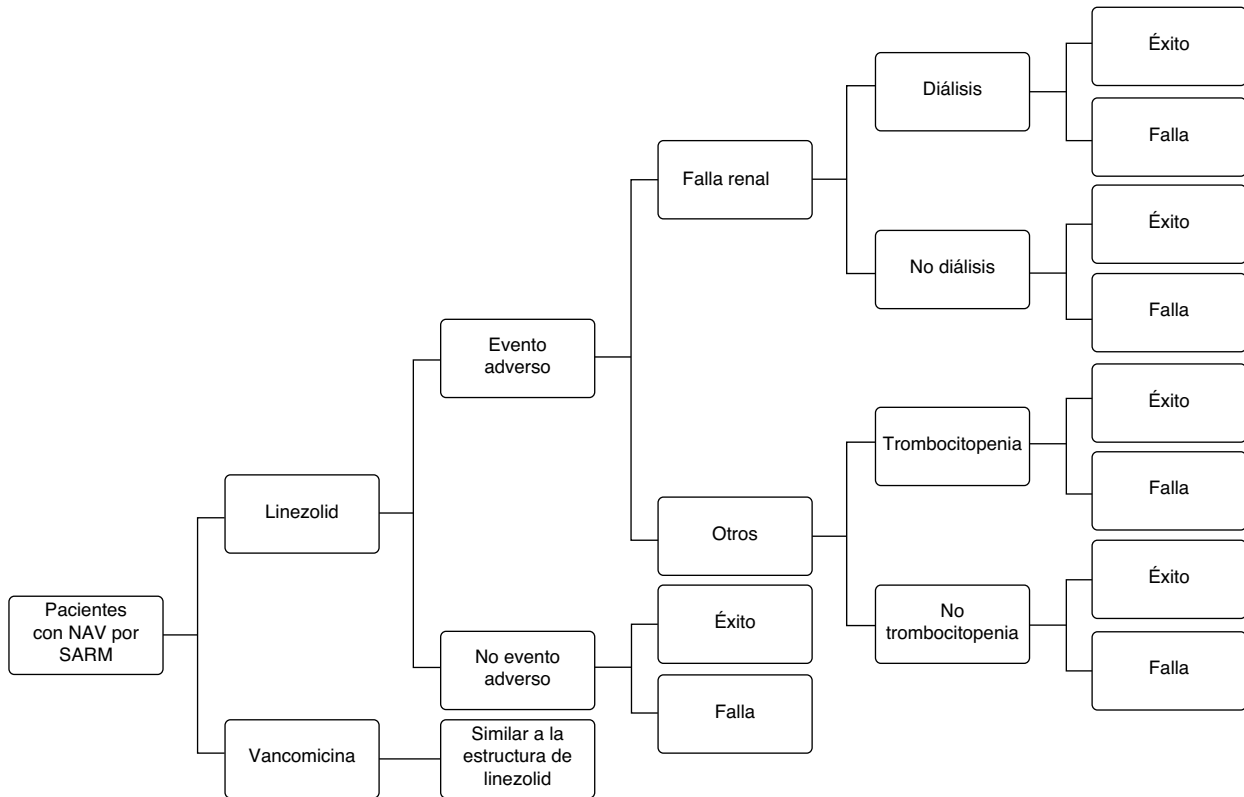 Pacientes
con NAV por
SARM
Linezolid
Vancomicina
Evento
adverso
No evento
adverso
Similar a la
estructura de
linezolid
Falla renal
Otros
Éxito
Falla
Diálisis
No diálisis
Trombocitopenia
No
trombocitopenia
Éxito
Falla
Éxito
Falla
Éxito
Falla
Éxito
Falla